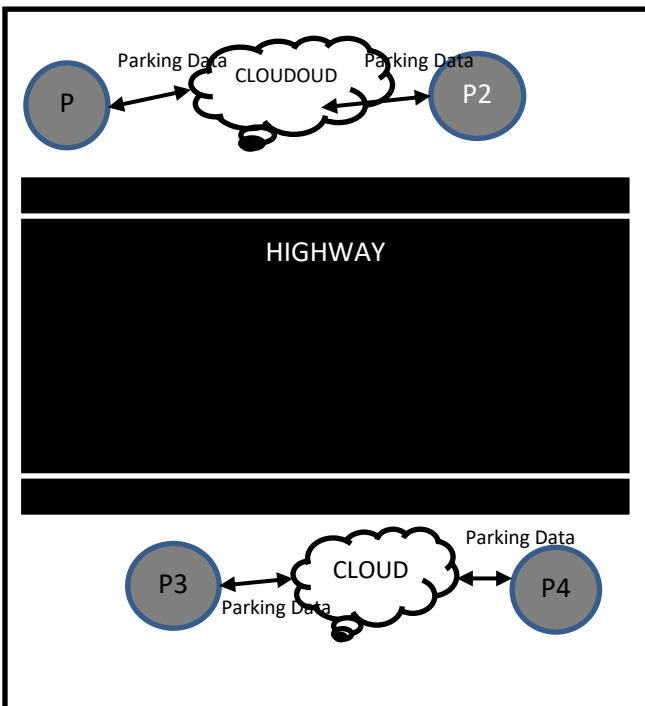 Parking Data
Parking Data
CLOUDOUD
P
P2
HIGHWAY
Parking Data
P3
CLOUD
P4
Parking Data